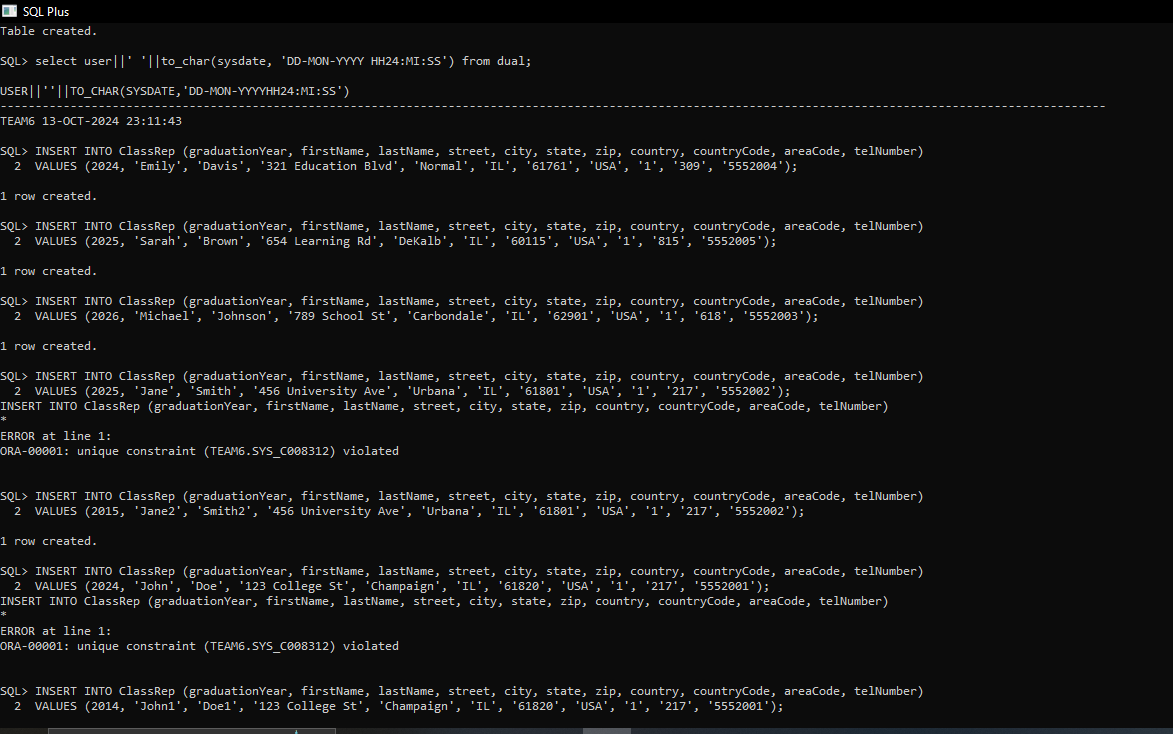 SQL Plus
Table created.
SQL> select user||' '||to_char(sysdate, 'DD-MON-YYYY HH24:MI:SS') from dual;
USER||''||TO_CHAR(SYSDATE,'DD-MON-YYYYHH24:MI:SS')
--------------------------------------------------------------------------------------------------------------------------------------------------------------
TEAM6 13-OCT-2024 23:11:43
SQL> INSERT INTO ClassRep (graduationYear, firstName, lastName, street, city, state, zip, country, countryCode, areaCode, telNumber)
  2  VALUES (2024, 'Emily', 'Davis', '321 Education Blvd', 'Normal', 'IL', '61761', 'USA', '1', '309', '5552004');
1 row created.
SQL> INSERT INTO ClassRep (graduationYear, firstName, lastName, street, city, state, zip, country, countryCode, areaCode, telNumber)
  2  VALUES (2025, 'Sarah', 'Brown', '654 Learning Rd', 'DeKalb', 'IL', '60115', 'USA', '1', '815', '5552005');
1 row created.
SQL> INSERT INTO ClassRep (graduationYear, firstName, lastName, street, city, state, zip, country, countryCode, areaCode, telNumber)
  2  VALUES (2026, 'Michael', 'Johnson', '789 School St', 'Carbondale', 'IL', '62901', 'USA', '1', '618', '5552003');
1 row created.
SQL> INSERT INTO ClassRep (graduationYear, firstName, lastName, street, city, state, zip, country, countryCode, areaCode, telNumber)
  2  VALUES (2025, 'Jane', 'Smith', '456 University Ave', 'Urbana', 'IL', '61801', 'USA', '1', '217', '5552002');
INSERT INTO ClassRep (graduationYear, firstName, lastName, street, city, state, zip, country, countryCode, areaCode, telNumber)
*
ERROR at line 1:
ORA-00001: unique constraint (TEAM6.SYS_C008312) violated
SQL> INSERT INTO ClassRep (graduationYear, firstName, lastName, street, city, state, zip, country, countryCode, areaCode, telNumber)
  2  VALUES (2015, 'Jane2', 'Smith2', '456 University Ave', 'Urbana', 'IL', '61801', 'USA', '1', '217', '5552002');
1 row created.
SQL> INSERT INTO ClassRep (graduationYear, firstName, lastName, street, city, state, zip, country, countryCode, areaCode, telNumber)
  2  VALUES (2024, 'John', 'Doe', '123 College St', 'Champaign', 'IL', '61820', 'USA', '1', '217', '5552001');
INSERT INTO ClassRep (graduationYear, firstName, lastName, street, city, state, zip, country, countryCode, areaCode, telNumber)
*
ERROR at line 1:
ORA-00001: unique constraint (TEAM6.SYS_C008312) violated
SQL> INSERT INTO ClassRep (graduationYear, firstName, lastName, street, city, state, zip, country, countryCode, areaCode, telNumber)
  2  VALUES (2014, 'John1', 'Doe1', '123 College St', 'Champaign', 'IL', '61820', 'USA', '1', '217', '5552001');